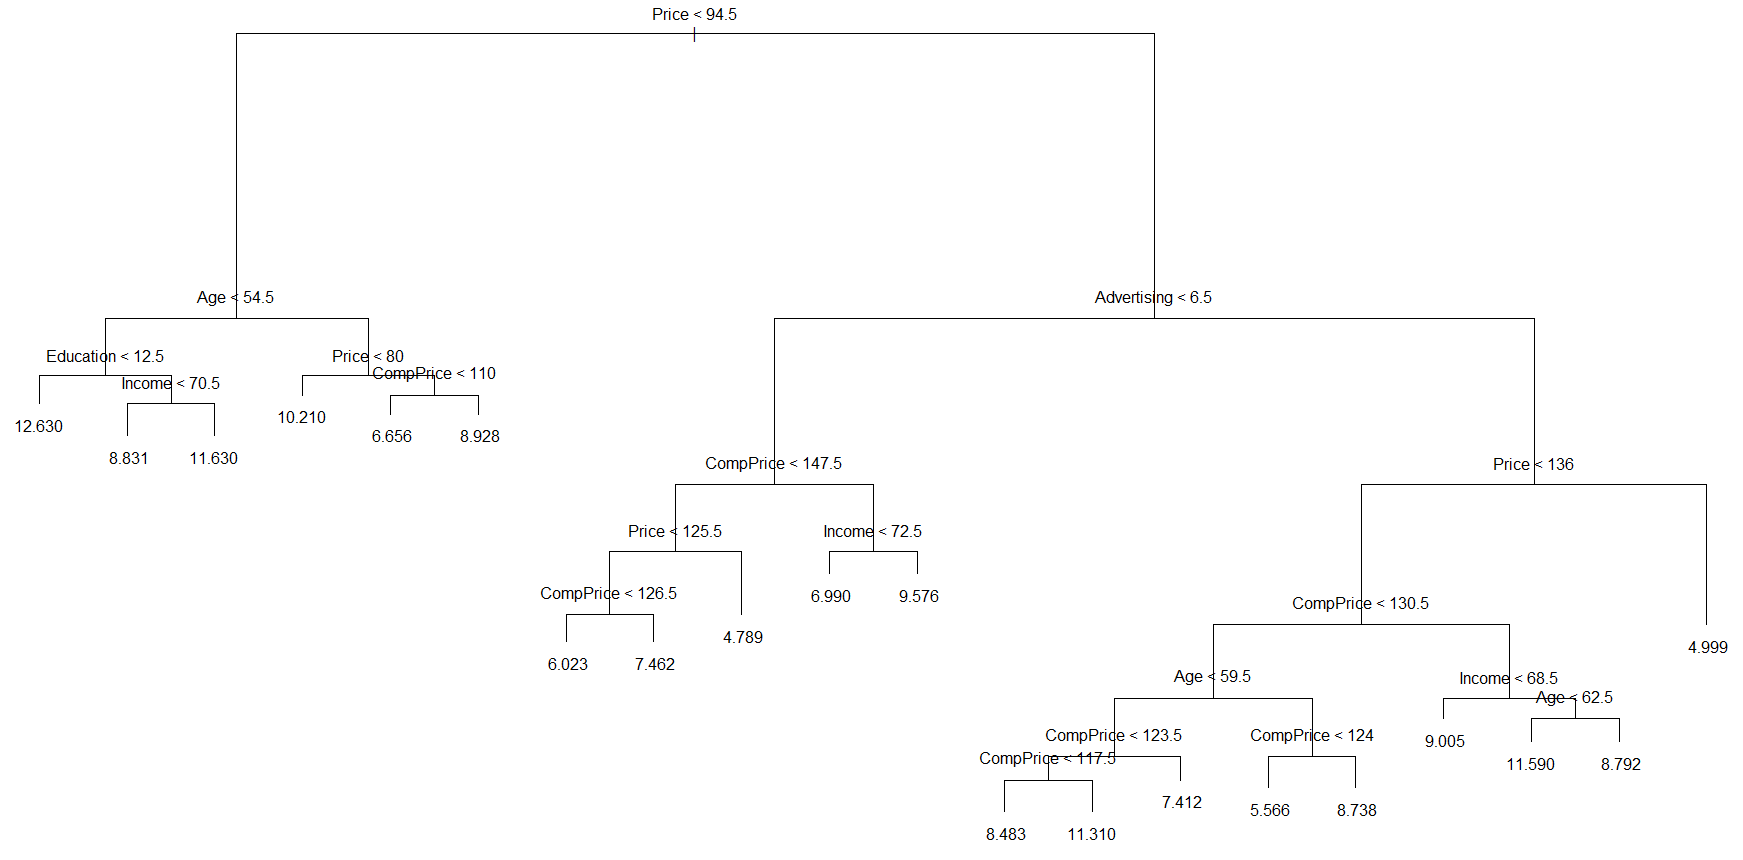 Price < 94.5
Age < 54.5
Advertising < 6.5
Education < 12.5
Price < 80
Income < 70.5
CompPrice < 110
12.630
10.210
6.656
8.928
8.831
11.630
CompPrice < 147.5
Price < 136
Price < 125.5
Income < 72.5
CompPrice < 126.5
6.990
9.576
CompPrice < 130.5
4.789
4.999
6.023
7.462
Age < 59.5
Income < 68.5
Age < 62.5
CompPrice < 123.5
CompPrice < 124
9.005
CompPrice < 117.5
11.590
8.792
7.412
5.566
8.738
8.483
11.310